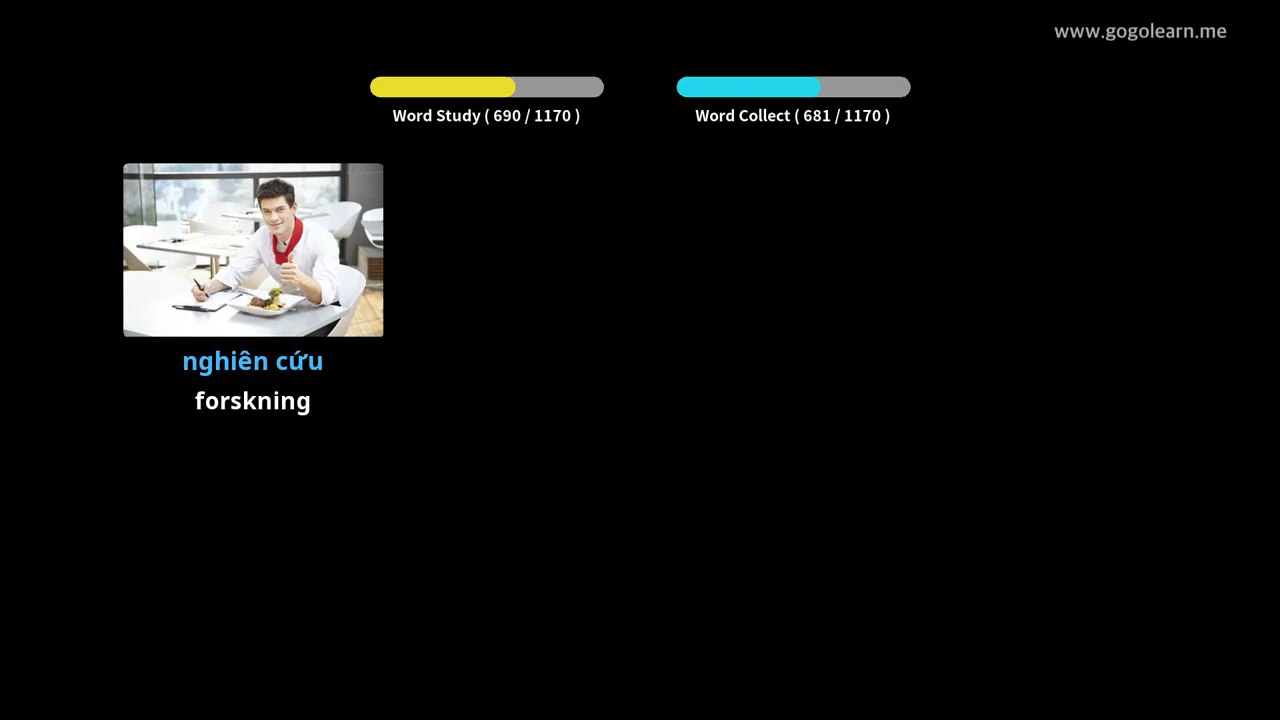 www.gogolearn.me
Word Study ( 690 / 1170 )
Word Collect ( 681 / 1170 )
nghiên cứu
forskning